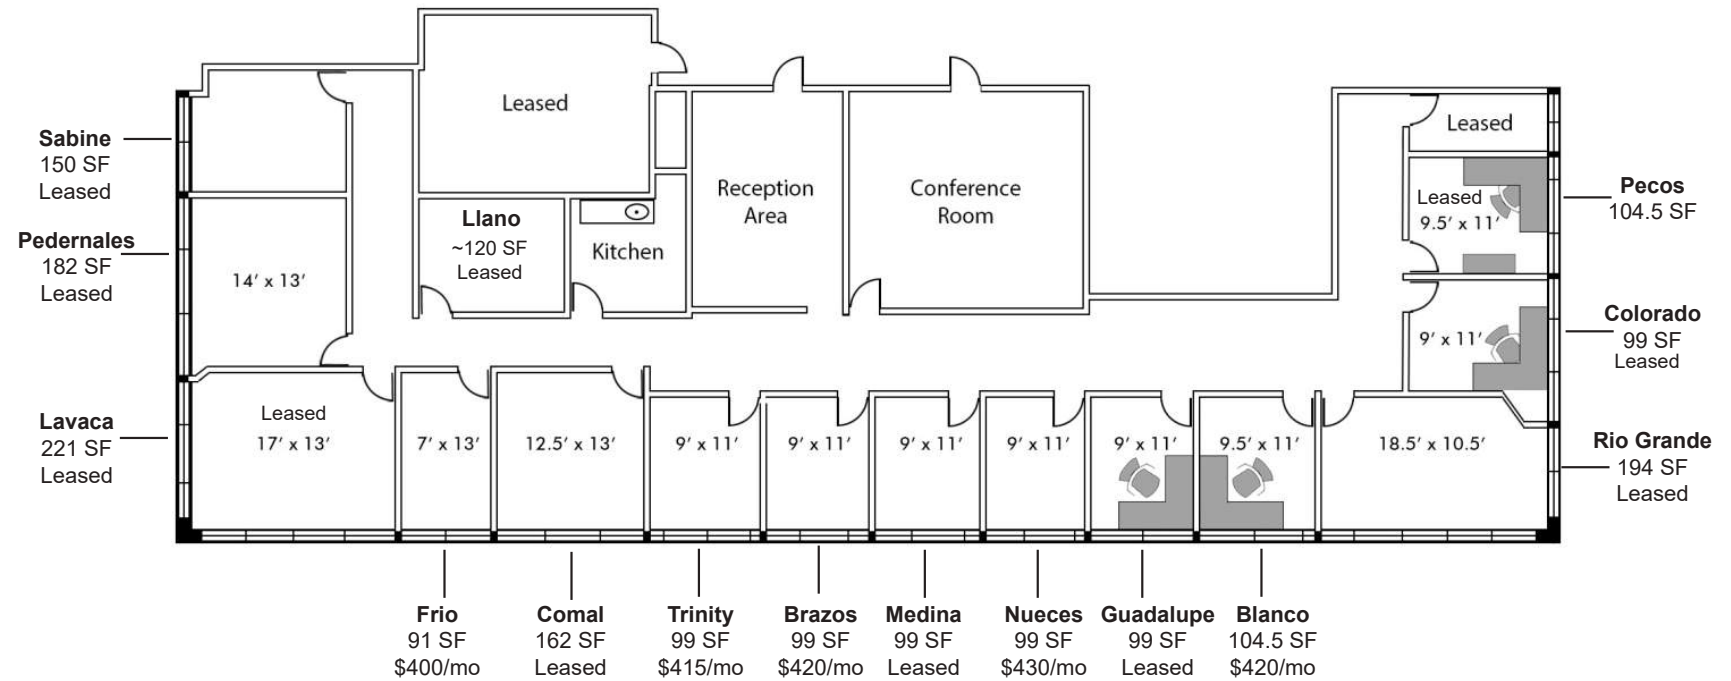 Leased
Leased
Sabine
150 SF
Leased
Reception
Area
Conference
Room
Leased
9.5′ x 11′
Pecos
104.5 SF
Llano
~120 SF
Leased
Kitchen
Pedernales
182 SF
Leased
14′ x 13′
9′ x 11′
Colorado
99 SF
Leased
Lavaca
221 SF
Leased
Leased
17′ x 13′
7′ x 13′
12.5′ x 13′
9′ x 11′
9′ x 11′
9′ x 11′
9′ x 11′
9′ x 11′
9.5′ x 11′
18.5′ x 10.5′
Rio Grande
194 SF
Leased
Frio
91 SF
$400/mo
Comal
162 SF
Leased
Trinity
99 SF
$415/mo
Brazos
99 SF
$420/mo
Medina
99 SF
Leased
Nueces
99 SF
$430/mo
Guadalupe
99 SF
Leased
Blanco
104.5 SF
$420/mo